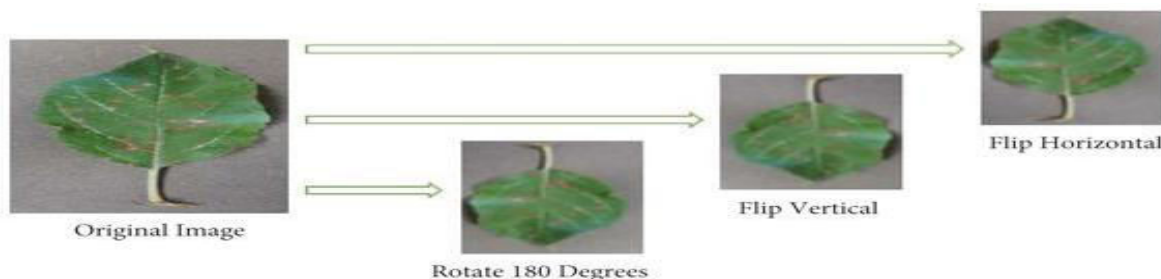 Flip Horizontal
Flip Vertical
Original Image
Rotate 180 Degrees